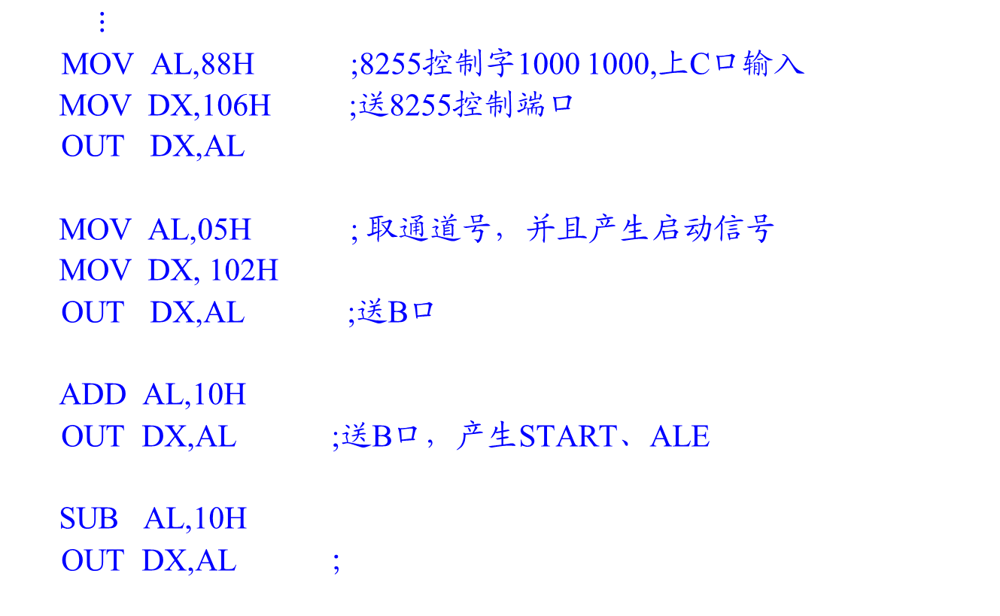 ⋮
MOV AL,88H ;8255控制字1000 1000,上C口输入
MOV DX,106H ;送8255控制端口
OUT DX,AL
MOV AL,05H ; 取通道号，并且产生启动信号
MOV DX, 102H
OUT DX,AL ;送B口
ADD AL,10H
OUT DX,AL ;送B口，产生START、ALE
SUB AL,10H
OUT DX,AL ;